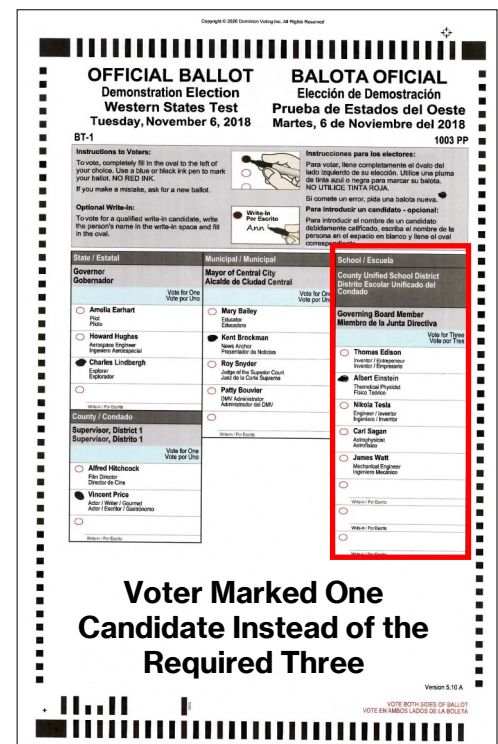 Copyright © 2020 Dominion Voting Inc. All Rights Reserved
OFFICIAL BALLOT
Demonstration Election
Western States Test
Tuesday, November 6, 2018
BALOTA OFICIAL
Elección de Demostración
Prueba de Estados del Oeste
Martes, 6 de Noviembre del 2018
BT-1
1003 PP
Instructions to Voters:
To vote, completely fill in the oval to the left of
your choice. Use a blue or black ink pen to mark
your ballot. NO RED INK.
If you make a mistake, ask for a new ballot.
Optional Write-in:
To vote for a qualified write-in candidate, write
the person's name in the write-in space and fill
in the oval.
Write-In
Por Escrito
Ann
Instrucciones para los electores:
Para votar, llene completamente el óvalo del
lado izquierdo de su elección. Utilice una pluma
de tinta azul o negra para marcar su balota.
NO UTILICE TINTA ROJA.
Si comete un error, pida una balota nueva.
Para introducir un candidato - opcional:
Para introducir el nombre de un candidato
debidamente calificado, escriba el nombre de la
persona en el espacio en blanco y llene el oval
correspondiente
State / Estatal
Governor
Gobernador
Vote for One
Vote por Uno
Amelia Earhart
Pilot
Piloto
Howard Hughes
Aerospace Engineer
Ingeniero Aeroespacial
Charles Lindbergh
Explorer
Explorador
Write-in / Por Escrito
County / Condado
Supervisor, District 1
Supervisor, Distrito 1
Vote for One
Vote por Uno
Alfred Hitchcock
Film Director
Director de Cine
Vincent Price
Actor / Writer / Gourmet
Actor / Escritor / Gastrónomo
Write-in / Por Escrito
Municipal / Municipal
Mayor of Central City
Alcalde de Ciudad Central
Vote for One
Vote por Uno
Mary Bailey
Educator
Educadora
Kent Brockman
News Anchor
Presentador de Noticias
Roy Snyder
Judge of the Superior Court
Juez de la Corte Suprema
Patty Bouvier
DMV Administrator
Administrador del DMV
Write-in / Por Escrito
School / Escuela
County Unified School District
Distrito Escolar Unificado del
Condado
Governing Board Member
Miembro de la Junta Directiva
Vote for Three
Vote por Tres
Thomas Edison
Inventor / Entrepeneur
Inventor / Empresario
Albert Einstein
Theoretical Physicist
Físico Teórico
Nikola Tesla
Engineer / Inventor
Ingeniero / Inventor
Carl Sagan
Astrophysicist
Astrofísico
James Watt
Mechanical Engineer
Ingeniero Mecánico
Write-in / Por Escrito
Write-in / Por Escrito
Write-in / Por Escrito
Voter Marked One
Candidate Instead of the
Required Three
Version 5.10 A
VOTE BOTH SIDES OF BALLOT
VOTE EN AMBOS LADOS DE LA BOLETA